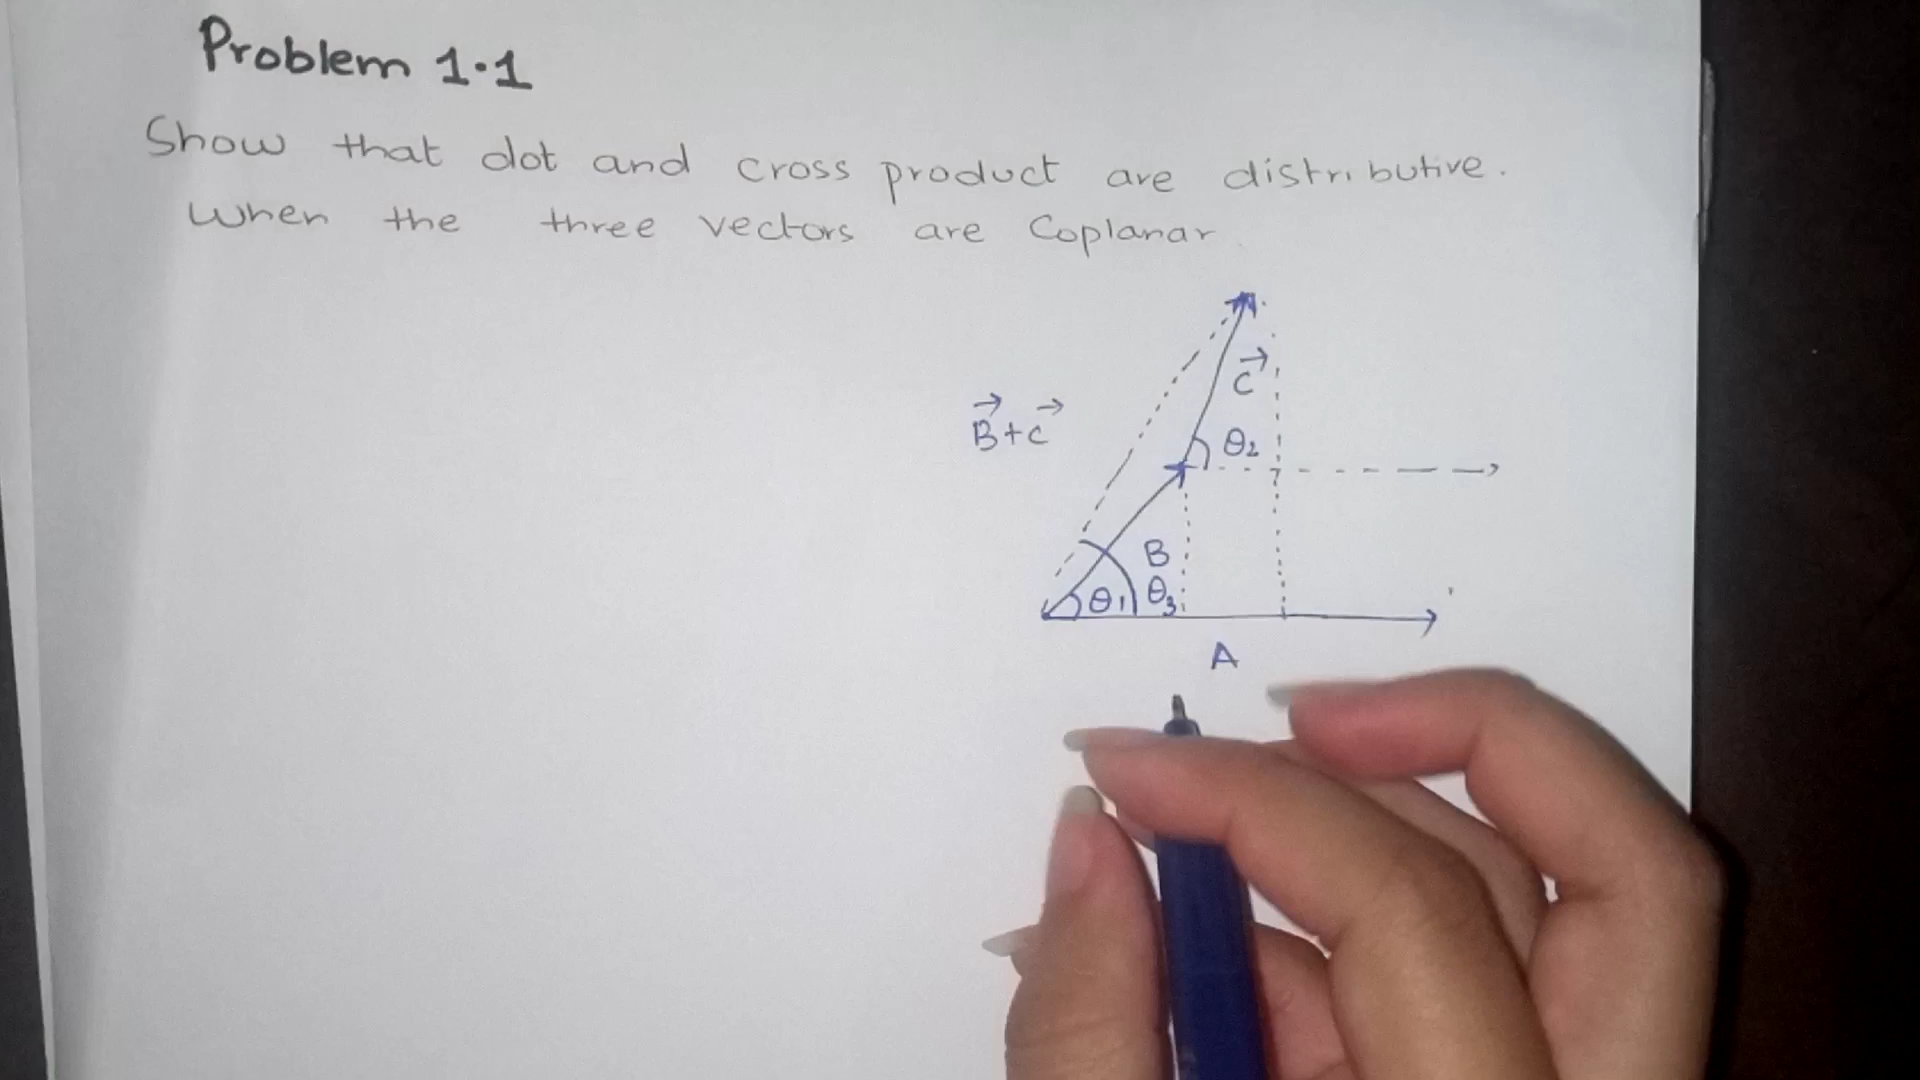 Problem 1.1
Show that dot and cross product are distributive.
When the three vectors are Coplanar
C
B+C
θ2
B
θ1 θ3
A